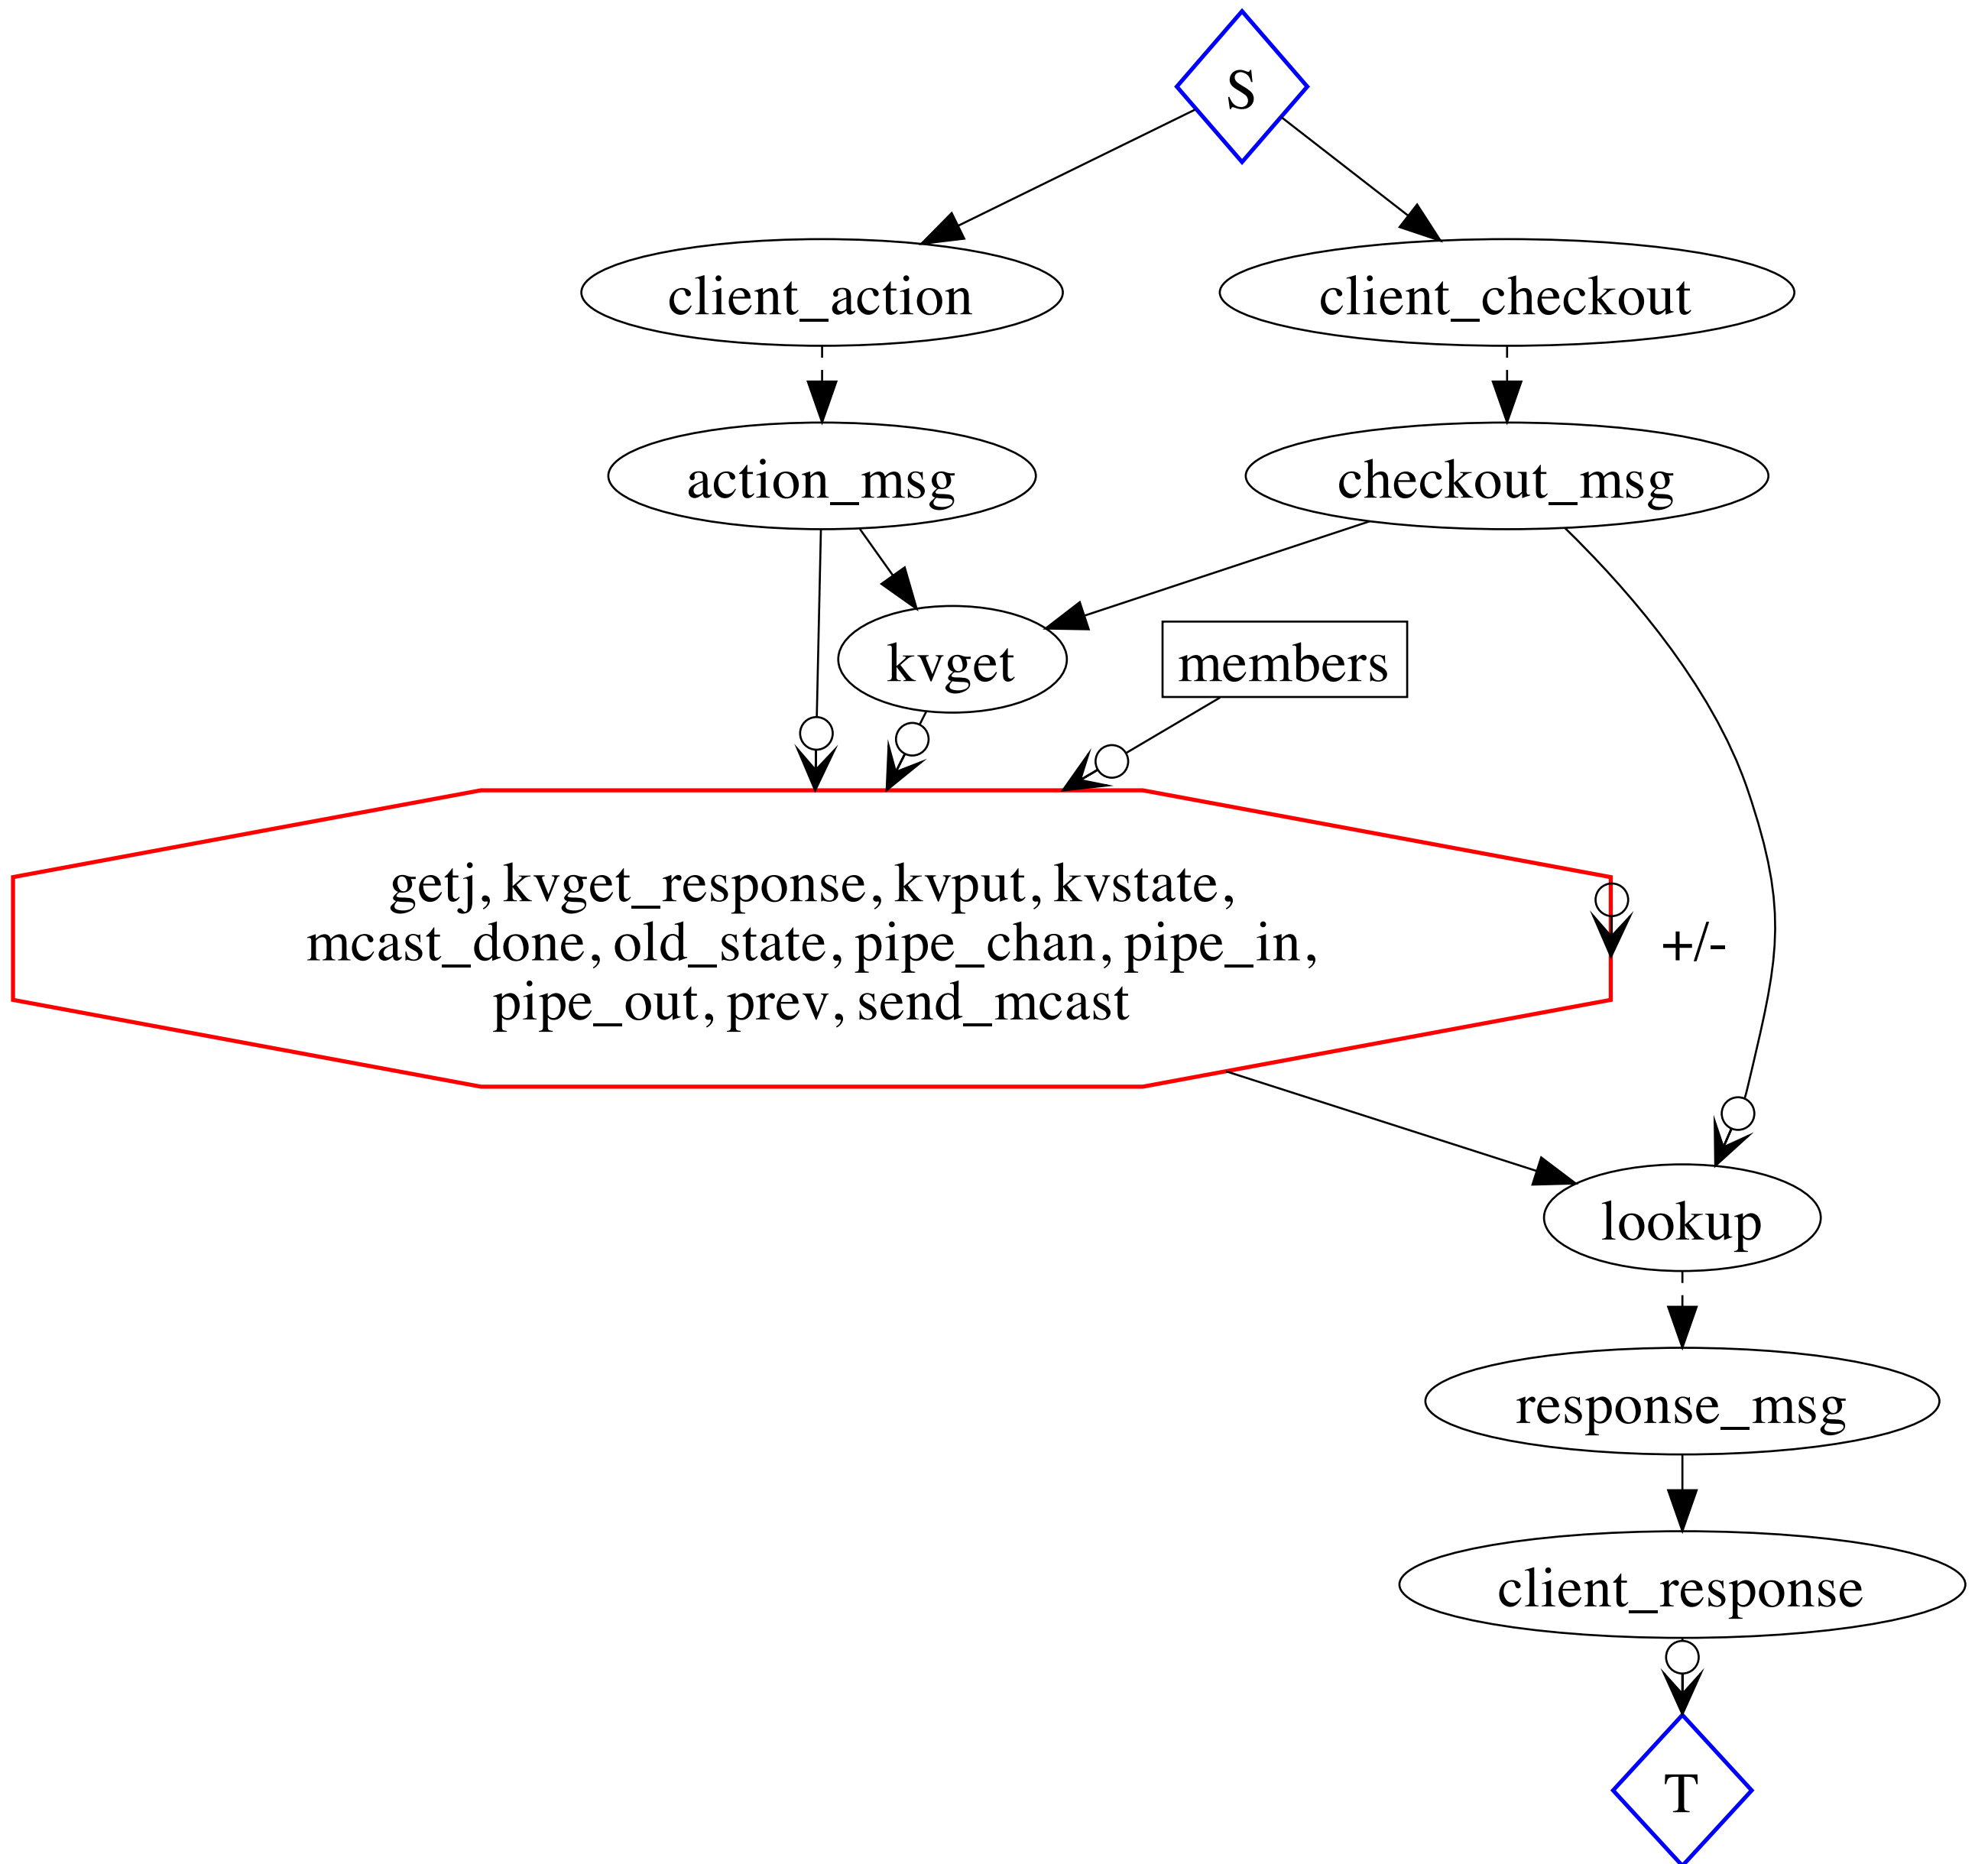 S
client_action
client_checkout
action_msg
checkout_msg
kvget
members
getj, kvget_response, kvput, kvstate,
mcast_done, old_state, pipe_chan, pipe_in,
pipe_out, prev, send_mcast
+/-
lookup
response_msg
client_response
T